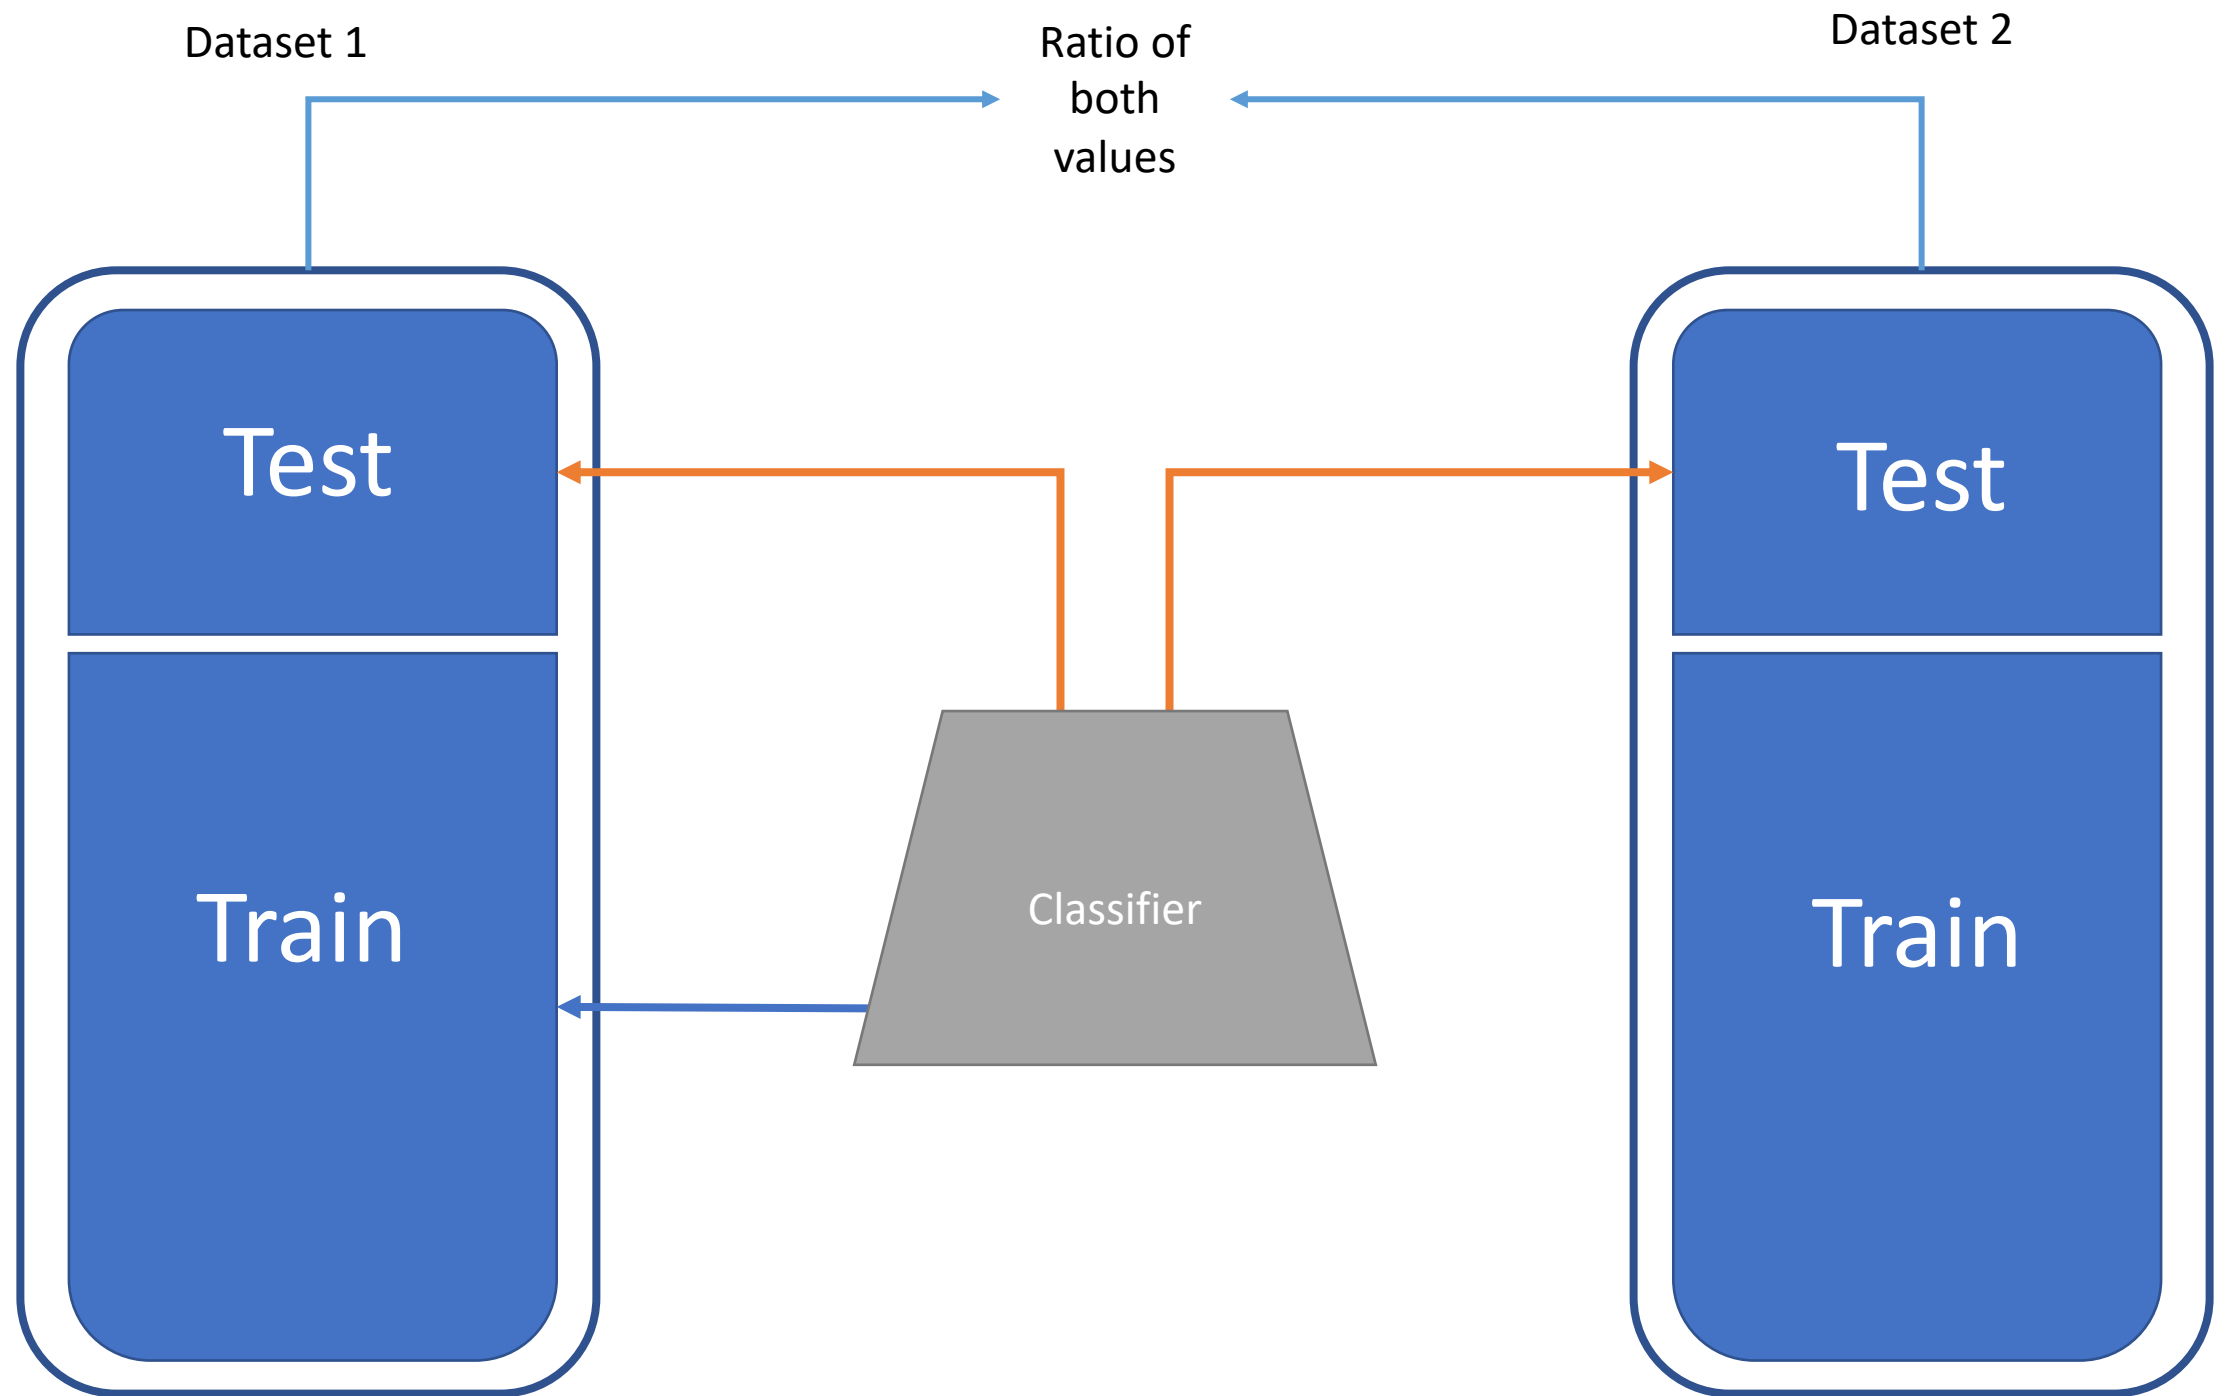 Dataset 1
Ratio of
both
values
Dataset 2
Test
Test
Train
Classifier
Train